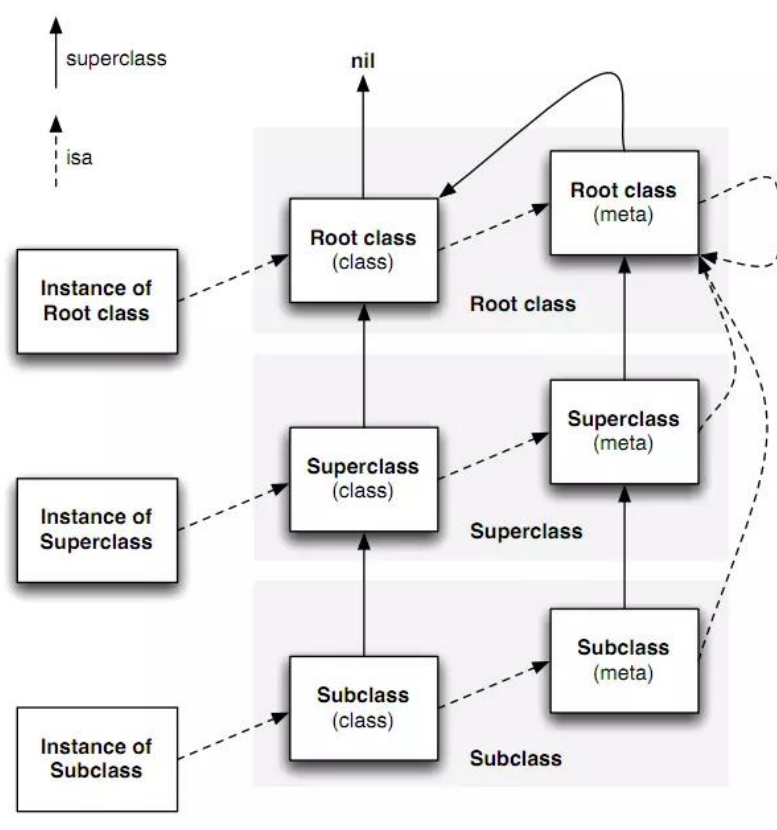 superclass
isa
nil
Root class
(meta)
Root class
(class)
Instance of
Root class
Root class
Superclass
(meta)
Superclass
(class)
Instance of
Superclass
Superclass
Subclass
(meta)
Subclass
(class)
Instance of
Subclass
Subclass